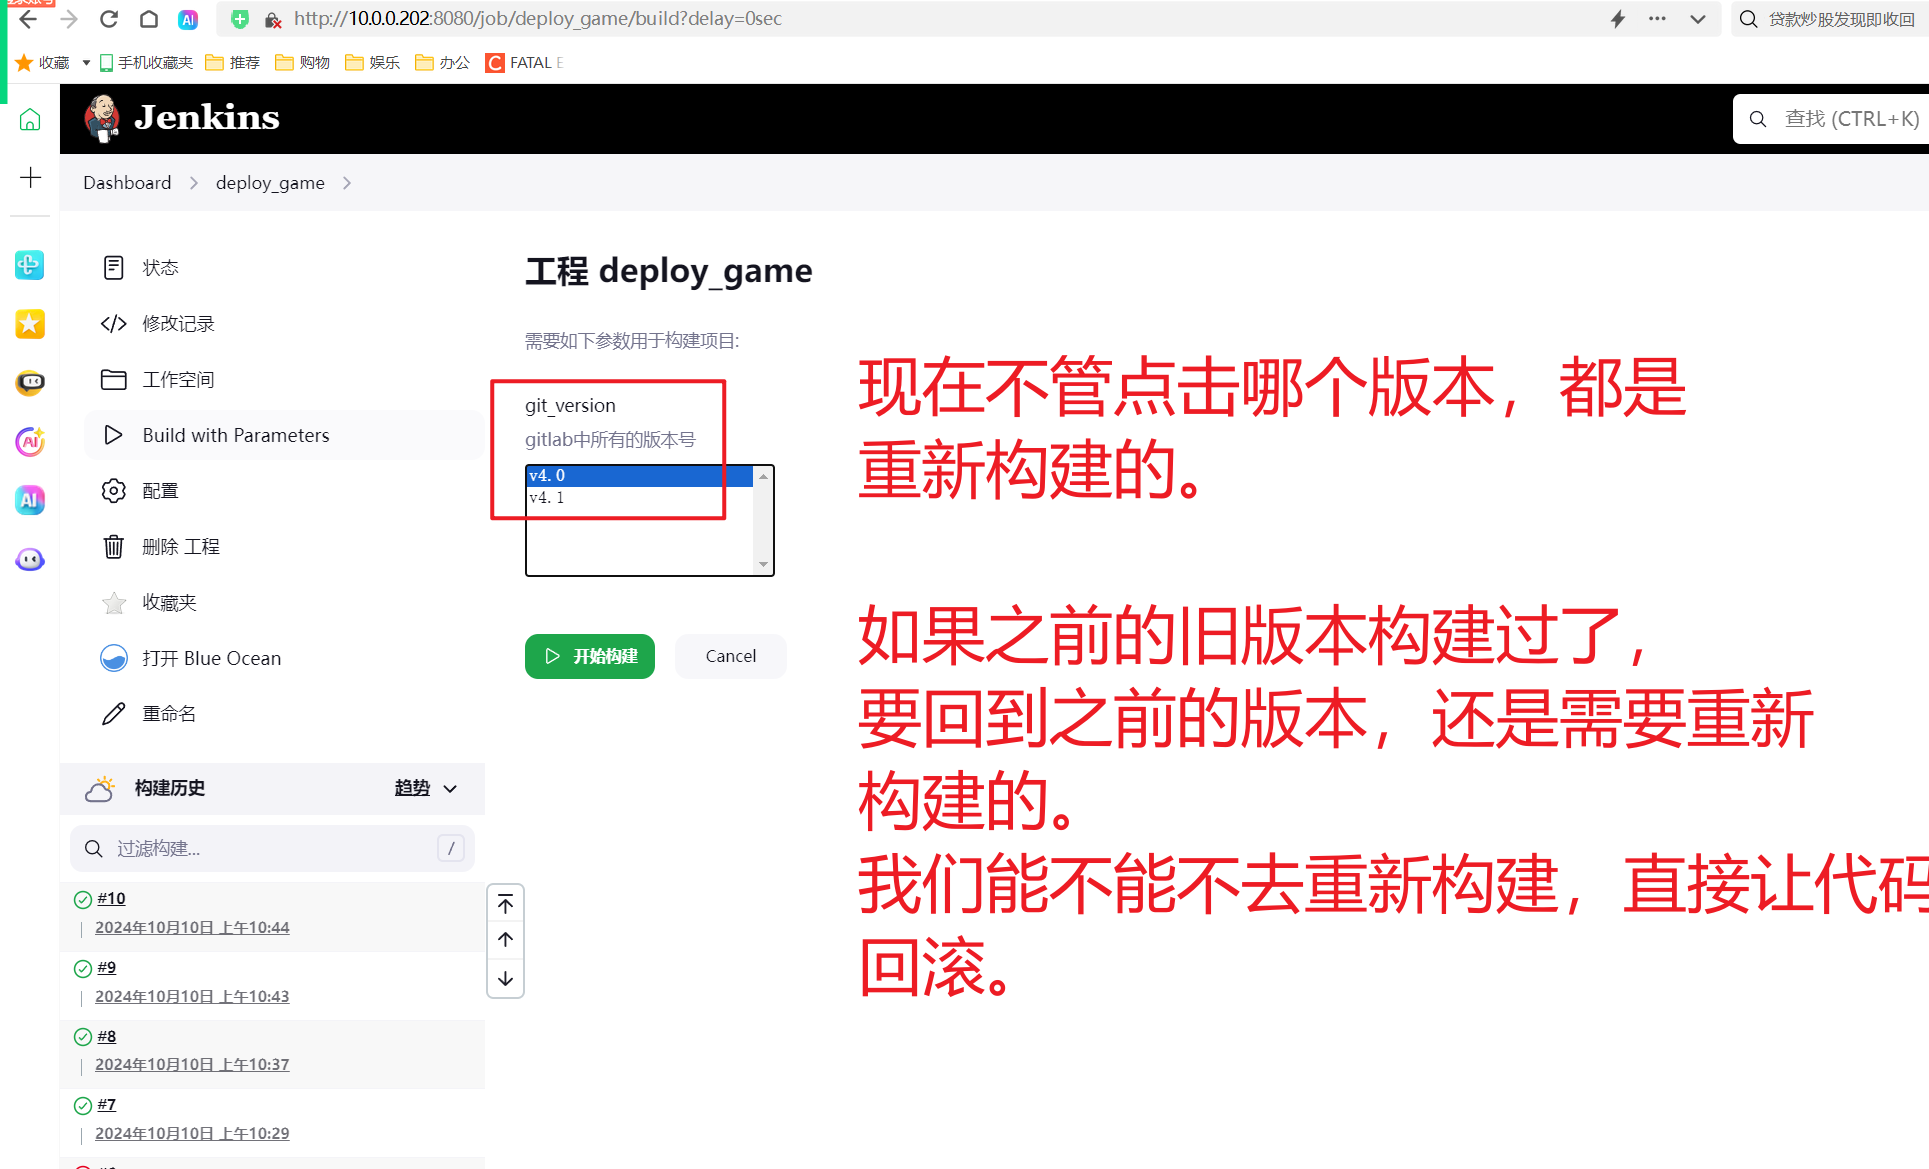 http://10.0.0.202:8080/job/deploy_game/build?delay=0sec
贷款炒股发现即收回
收藏
手机收藏夹
推荐
购物
娱乐
办公
FATAL E
Jenkins
查找 (CTRL+K)
Dashboard
deploy_game
状态
修改记录
工作空间
Build with Parameters
配置
删除 工程
收藏夹
打开 Blue Ocean
重命名
工程 deploy_game
需要如下参数用于构建项目:
git_version
gitlab中所有的版本号
v4.0
v4.1
开始构建
Cancel
现在不管点击哪个版本，都是
重新构建的。
如果之前的旧版本构建过了，
要回到之前的版本，还是需要重新
构建的。
我们能不能不去重新构建，直接让代码
回滚。
构建历史
趋势
过滤构建...
/
#10
2024年10月10日 上午10:44
#9
2024年10月10日 上午10:43
#8
2024年10月10日 上午10:37
#7
2024年10月10日 上午10:29